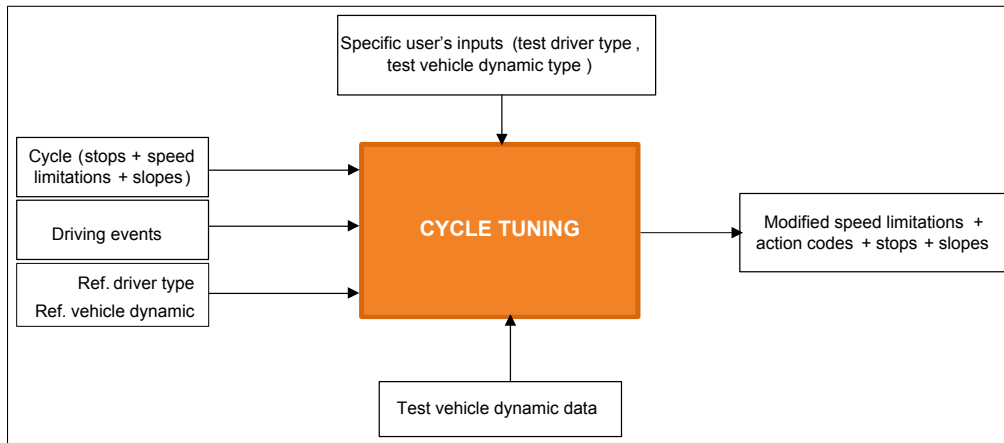 Specific user's inputs (test driver type ,
test vehicle dynamic type )
Cycle (stops + speed
limitations + slopes)
Driving events
Ref. driver type
Ref. vehicle dynamic
CYCLE TUNING
Modified speed limitations +
action codes + stops + slopes
Test vehicle dynamic data